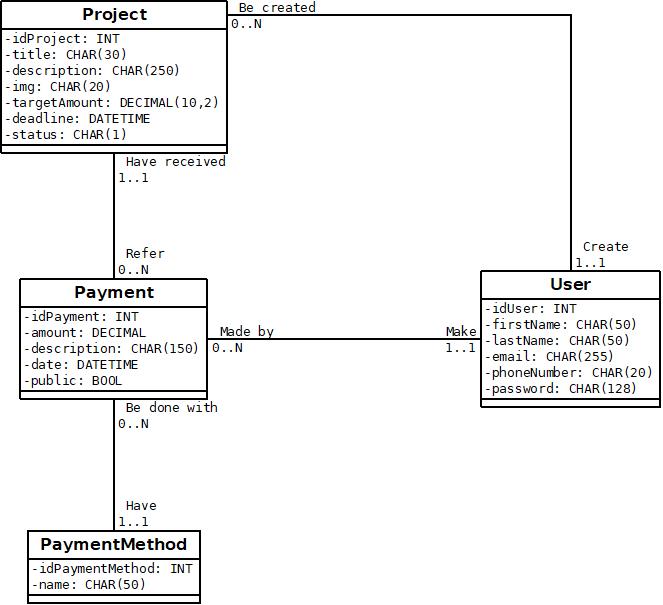 Project
-idProject: INT
-title: CHAR(30)
-description: CHAR(250)
-img: CHAR(20)
-targetAmount: DECIMAL(10,2)
-deadline: DATETIME
-status: CHAR(1)
Be created
0..N
Have received
1..1
Refer
0..N
Create
1..1
Payment
-idPayment: INT
-amount: DECIMAL
-description: CHAR(150)
-date: DATETIME
-public: BOOL
Made by
0..N
Make
1..1
User
-idUser: INT
-firstName: CHAR(50)
-lastName: CHAR(50)
-email: CHAR(255)
-phoneNumber: CHAR(20)
-password: CHAR(128)
Be done with
0..N
Have
1..1
PaymentMethod
-idPaymentMethod: INT
-name: CHAR(50)